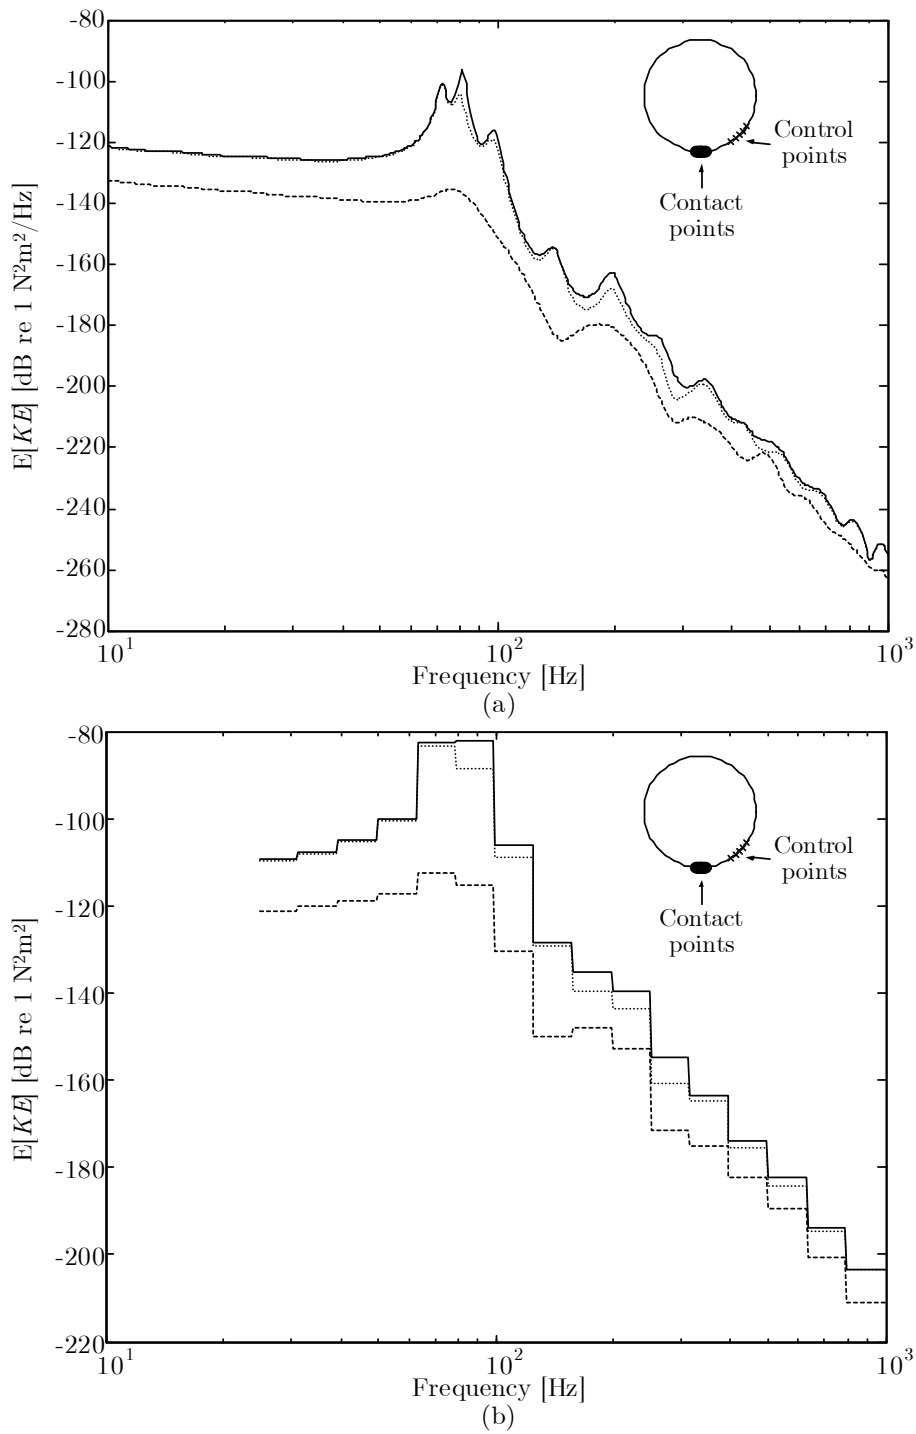 -80
-100
-120
-140
-160
-180
-200
-220
-240
-260
-280
E[KE] [dB re 1 N²m²/Hz]
Control
points
Contact
points
10¹
10²
10³
Frequency [Hz]
(a)
-80
-100
-120
-140
-160
-180
-200
-220
E[KE] [dB re 1 N²m²]
Control
points
Contact
points
10¹
10²
10³
Frequency [Hz]
(b)